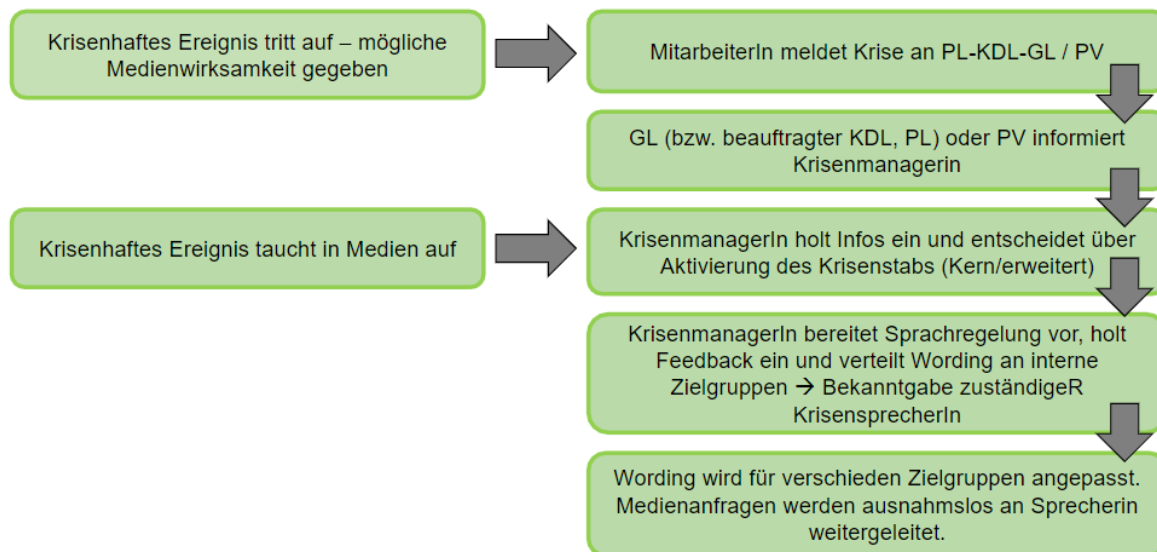 Krisenhaftes Ereignis tritt auf – mögliche
Medienwirksamkeit gegeben
MitarbeiterIn meldet Krise an PL-KDL-GL / PV
GL (bzw. beauftragter KDL, PL) oder PV informiert
Krisenmanagerin
Krisenhaftes Ereignis taucht in Medien auf
KrisenmanagerIn holt Infos ein und entscheidet über
Aktivierung des Krisenstabs (Kern/erweitert)
KrisenmanagerIn bereitet Sprachregelung vor, holt
Feedback ein und verteilt Wording an interne
Zielgruppen → Bekanntgabe zuständigeR
KrisensprecherIn
Wording wird für verschieden Zielgruppen angepasst.
Medienanfragen werden ausnahmslos an Sprecherin
weitergeleitet.